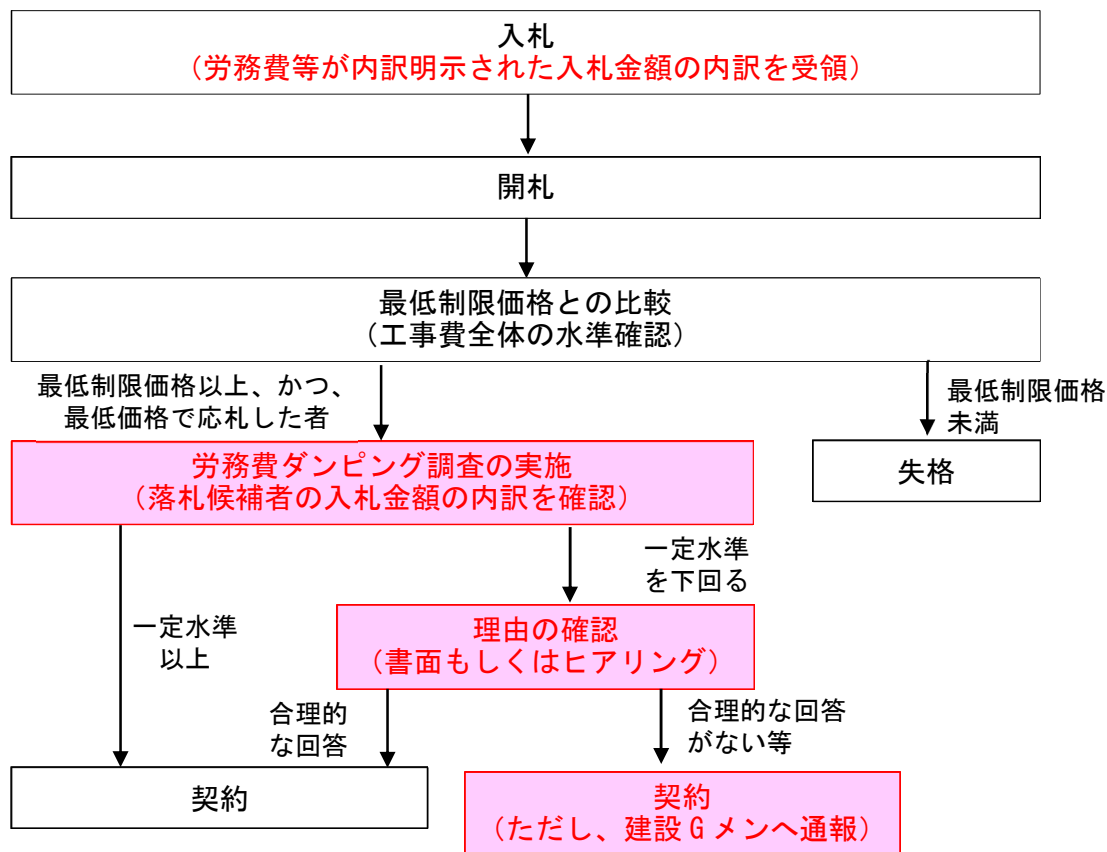 入札
（労務費等が内訳明示された入札金額の内訳を受領）
開札
最低制限価格との比較
（工事費全体の水準確認）
最低制限価格以上、かつ、
最低価格で応札した者
最低制限価格
未満
労務費ダンピング調査の実施
（落札候補者の入札金額の内訳を確認）
失格
一定水準
を下回る
一定水準
以上
理由の確認
（書面もしくはヒアリング）
合理的
な回答
合理的な回答
がない等
契約
契約
（ただし、建設Ｇメンへ通報）